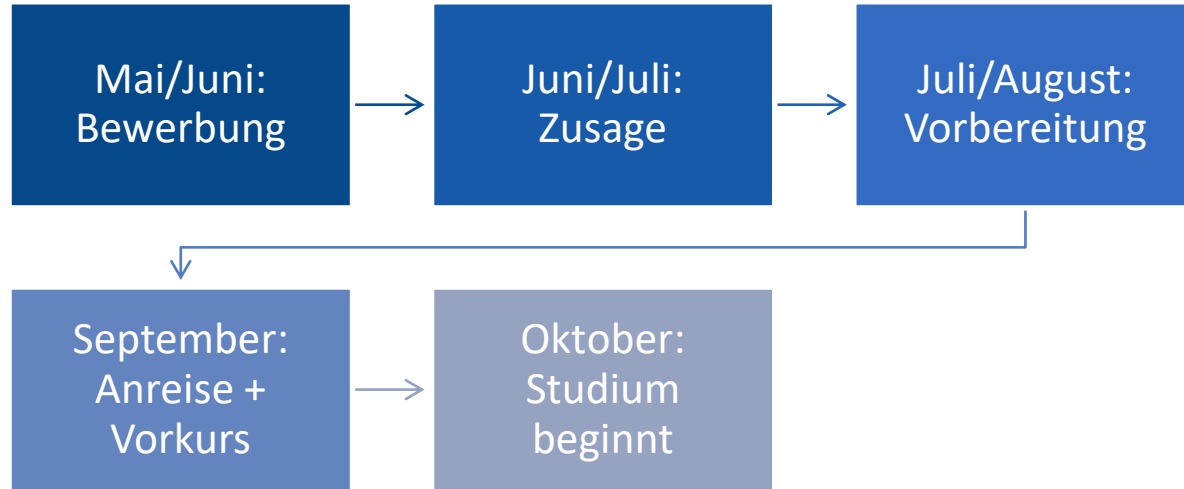 Mai/Juni:
Bewerbung
Juni/Juli:
Zusage
Juli/August:
Vorbereitung
September:
Anreise +
Vorkurs
Oktober:
Studium
beginnt